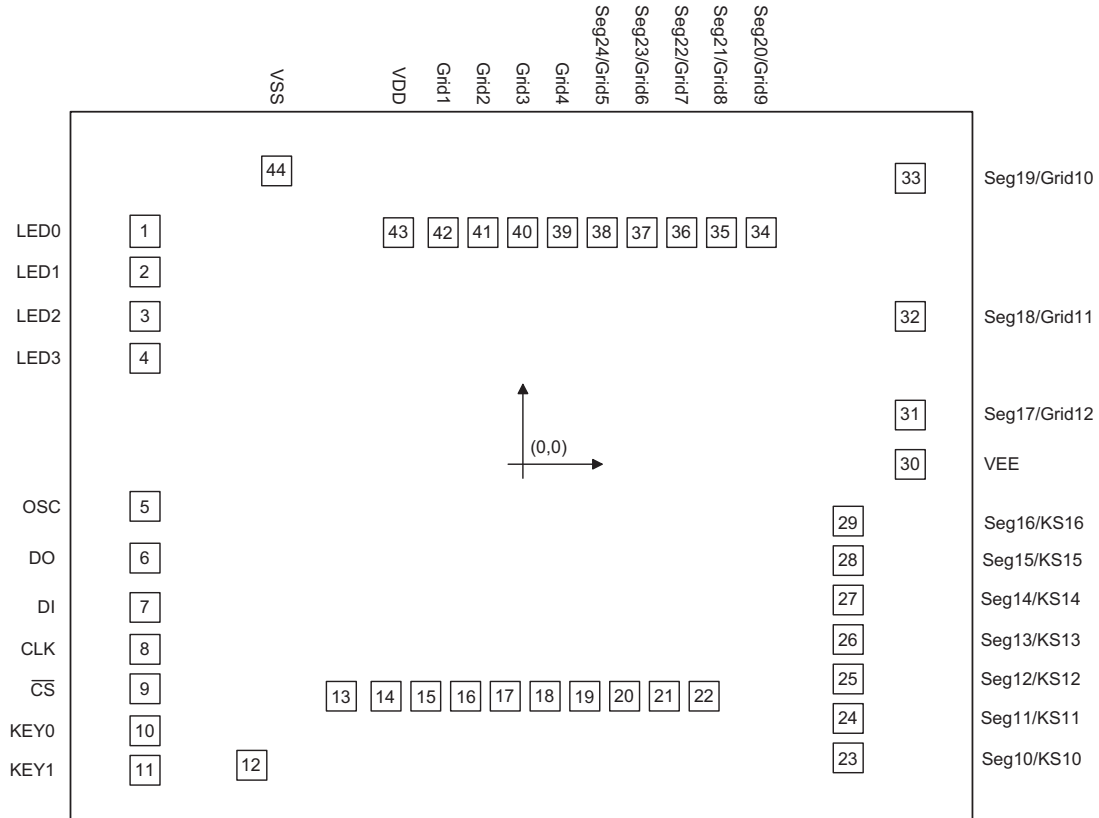 VSS
VDD
Grid1
Grid2
Grid3
Grid4
Seg24/Grid5
Seg23/Grid6
Seg22/Grid7
Seg21/Grid8
Seg20/Grid9
44
33 Seg19/Grid10
LED0 1
43 42 41 40 39 38 37 36 35 34
LED1 2
LED2 3
32 Seg18/Grid11
LED3 4
31 Seg17/Grid12
(0,0)
30 VEE
OSC 5
29 Seg16/KS16
DO 6
28 Seg15/KS15
DI 7
27 Seg14/KS14
CLK 8
26 Seg13/KS13
C̅S̅ 9
25 Seg12/KS12
13 14 15 16 17 18 19 20 21 22
24 Seg11/KS11
KEY0 10
23 Seg10/KS10
KEY1 11
12